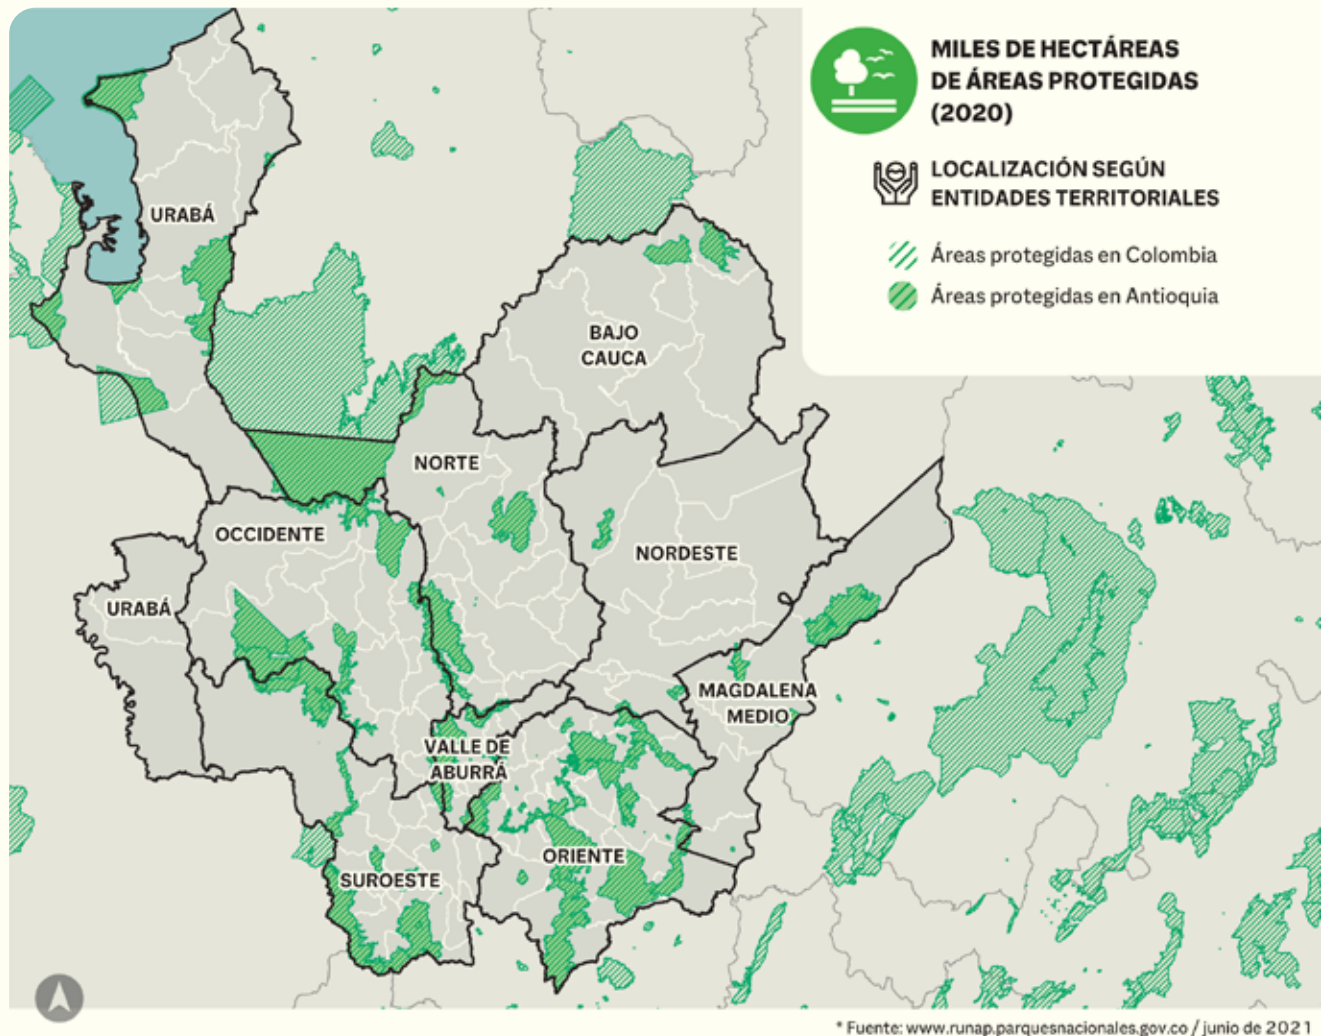 MILES DE HECTÁREAS
DE ÁREAS PROTEGIDAS
(2020)
LOCALIZACIÓN SEGÚN
ENTIDADES TERRITORIALES
Áreas protegidas en Colombia
Áreas protegidas en Antioquia
URABÁ
BAJO
CAUCA
NORTE
OCCIDENTE
NORDESTE
URABÁ
MAGDALENA
MEDIO
VALLE DE
ABURRÁ
ORIENTE
SUROESTE
* Fuente: www.runap.parquesnacionales.gov.co / junio de 2021